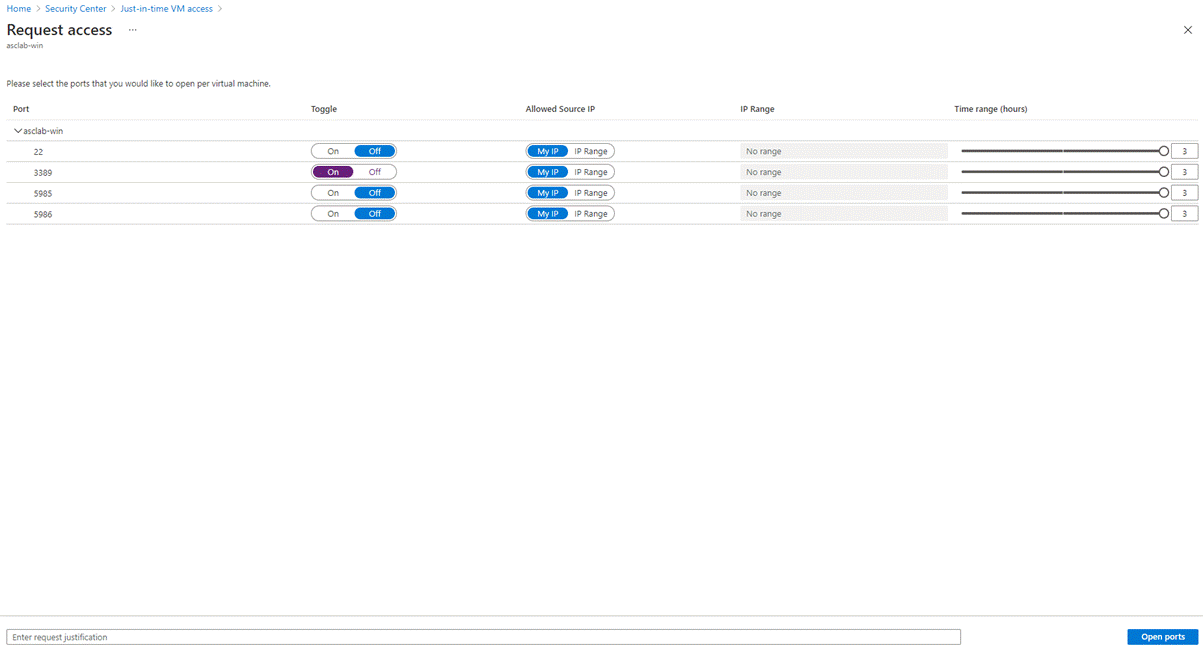 Home > Security Center > Just-in-time VM access >
Request access ...
asclab-win
Please select the ports that you would like to open per virtual machine.
Port Toggle Allowed Source IP IP Range Time range (hours)
asclab-win
22 On Off My IP IP Range No range 3
3389 On Off My IP IP Range No range 3
5985 On Off My IP IP Range No range 3
5986 On Off My IP IP Range No range 3
Enter request justification Open ports